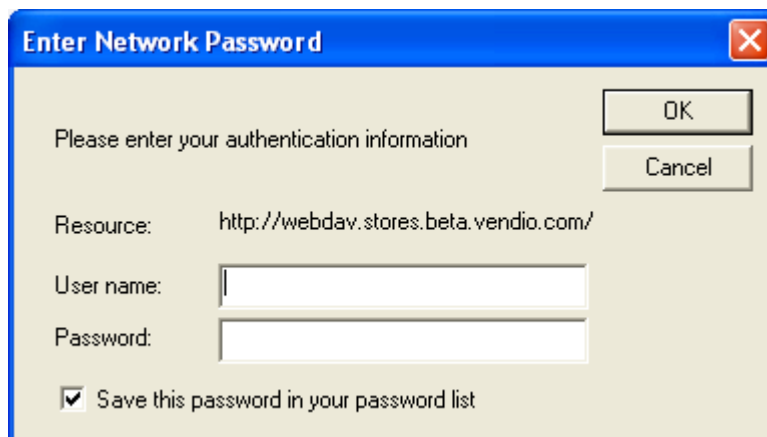 Enter Network Password
OK
Please enter your authentication information
Cancel
Resource: http://webdav.stores.beta.vendio.com/
User name:
Password:
Save this password in your password list